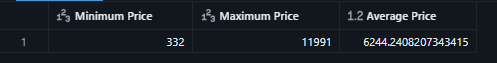 1²3 Minimum Price 1²3 Maximum Price 1.2 Average Price
1 332 11991 6244.2408207343415